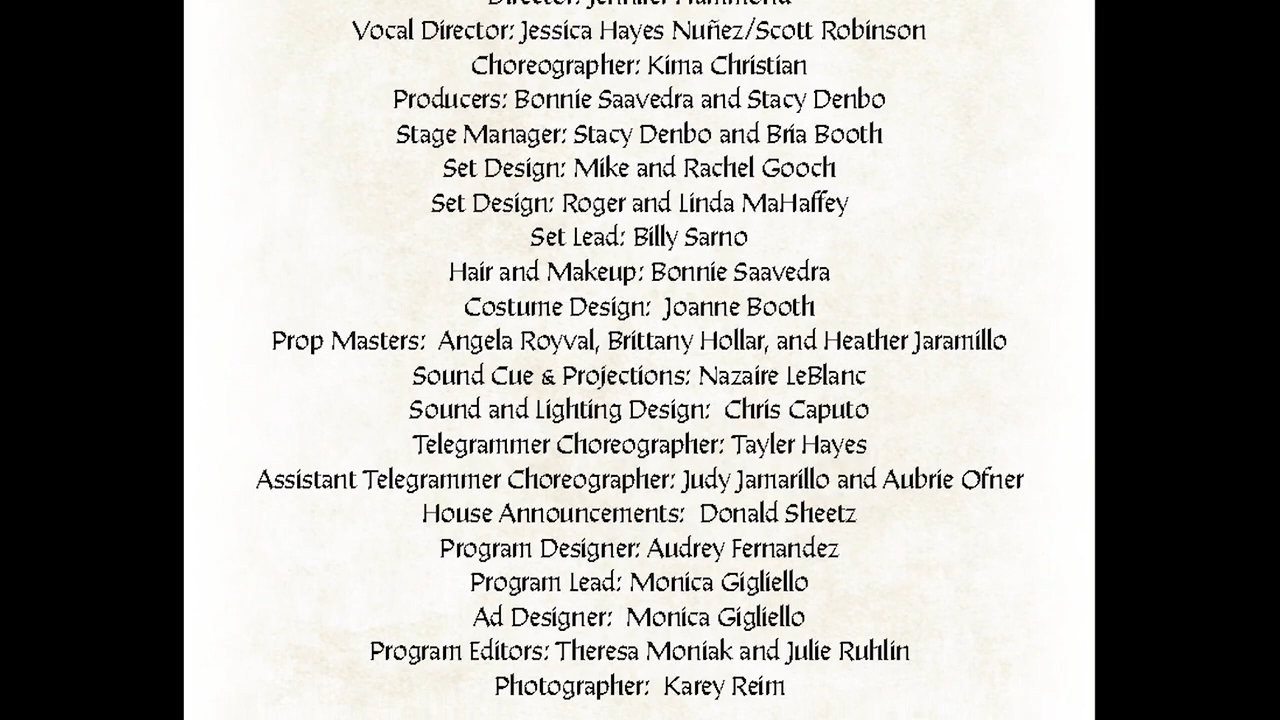 Director: Jennifer Hammond
Vocal Director: Jessica Hayes Nuñez/Scott Robinson
Choreographer: Kima Christian
Producers: Bonnie Saavedra and Stacy Denbo
Stage Manager: Stacy Denbo and Bria Booth
Set Design: Mike and Rachel Gooch
Set Design: Roger and Linda MaHaffey
Set Lead: Billy Sarno
Hair and Makeup: Bonnie Saavedra
Costume Design: Joanne Booth
Prop Masters: Angela Royval, Brittany Hollar, and Heather Jaramillo
Sound Cue & Projections: Nazaire LeBlanc
Sound and Lighting Design: Chris Caputo
Telegrammer Choreographer: Tayler Hayes
Assistant Telegrammer Choreographer: Judy Jamarillo and Aubrie Ofner
House Announcements: Donald Sheetz
Program Designer: Audrey Fernandez
Program Lead: Monica Gigliello
Ad Designer: Monica Gigliello
Program Editors: Theresa Moniak and Julie Ruhlin
Photographer: Karey Reim